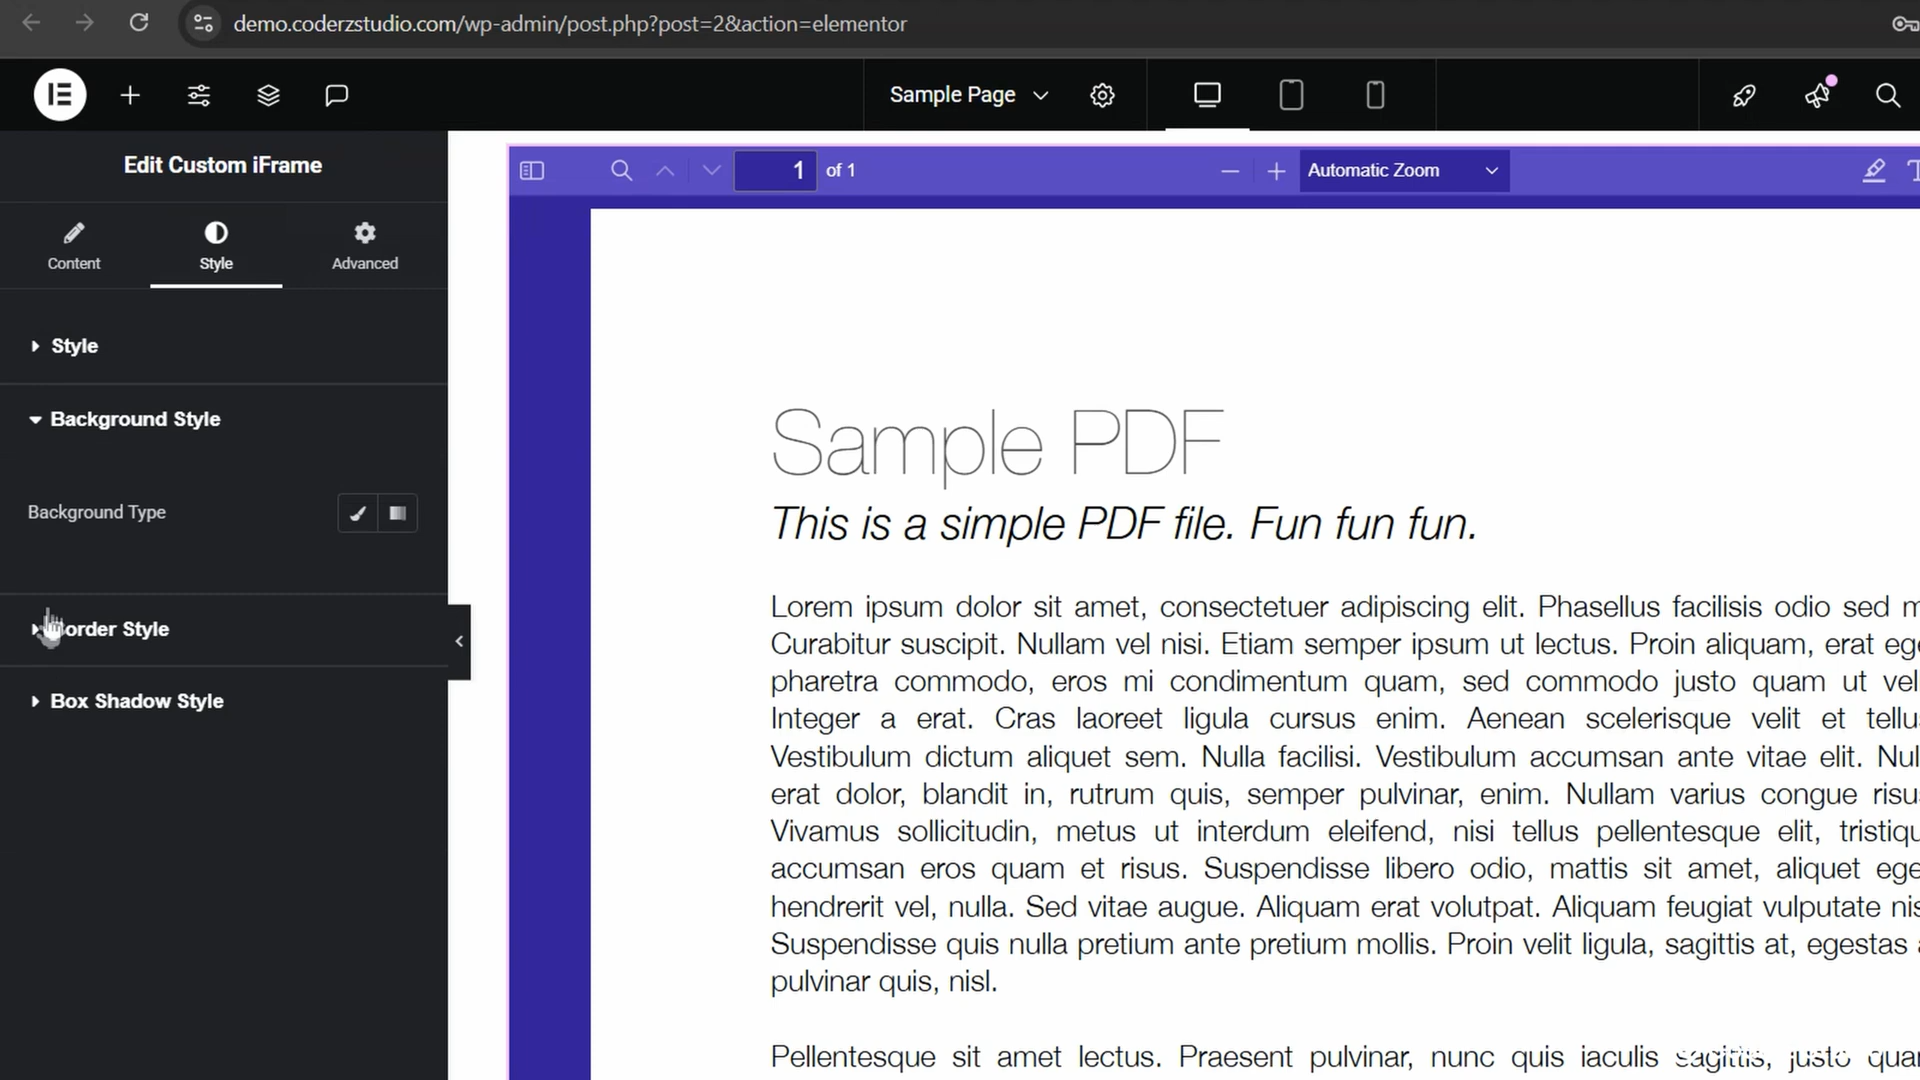 demo.coderzstudio.com/wp-admin/post.php?post=2&action=elementor
Sample Page
Edit Custom iFrame
1 of 1
Automatic Zoom
Content
Style
Advanced
Style
Background Style
Background Type
order Style
Box Shadow Style
Sample PDF
This is a simple PDF file. Fun fun fun.
Lorem ipsum dolor sit amet, consectetuer adipiscing elit. Phasellus facilisis odio sed
Curabitur suscipit. Nullam vel nisi. Etiam semper ipsum ut lectus. Proin aliquam, erat ege
pharetra commodo, eros mi condimentum quam, sed commodo justo quam ut vel
Integer a erat. Cras laoreet ligula cursus enim. Aenean scelerisque velit et tellu
Vestibulum dictum aliquet sem. Nulla facilisi. Vestibulum accumsan ante vitae elit. Nul
erat dolor, blandit in, rutrum quis, semper pulvinar, enim. Nullam varius congue risu
Vivamus sollicitudin, metus ut interdum eleifend, nisi tellus pellentesque elit, tristiqu
accumsan eros quam et risus. Suspendisse libero odio, mattis sit amet, aliquet ege
hendrerit vel, nulla. Sed vitae augue. Aliquam erat volutpat. Aliquam feugiat vulputate nis
Suspendisse quis nulla pretium ante pretium mollis. Proin velit ligula, sagittis at, egestas a
pulvinar quis, nisl.
Pellentesque sit amet lectus. Praesent pulvinar, nunc quis iaculis sagittis, justo quar